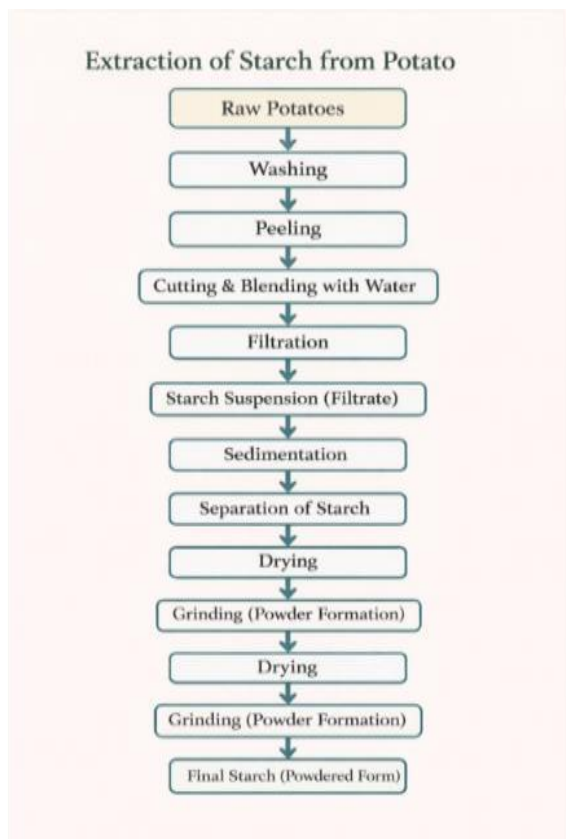 Extraction of Starch from Potato
Raw Potatoes
Washing
Peeling
Cutting & Blending with Water
Filtration
Starch Suspension (Filtrate)
Sedimentation
Separation of Starch
Drying
Grinding (Powder Formation)
Drying
Grinding (Powder Formation)
Final Starch (Powdered Form)